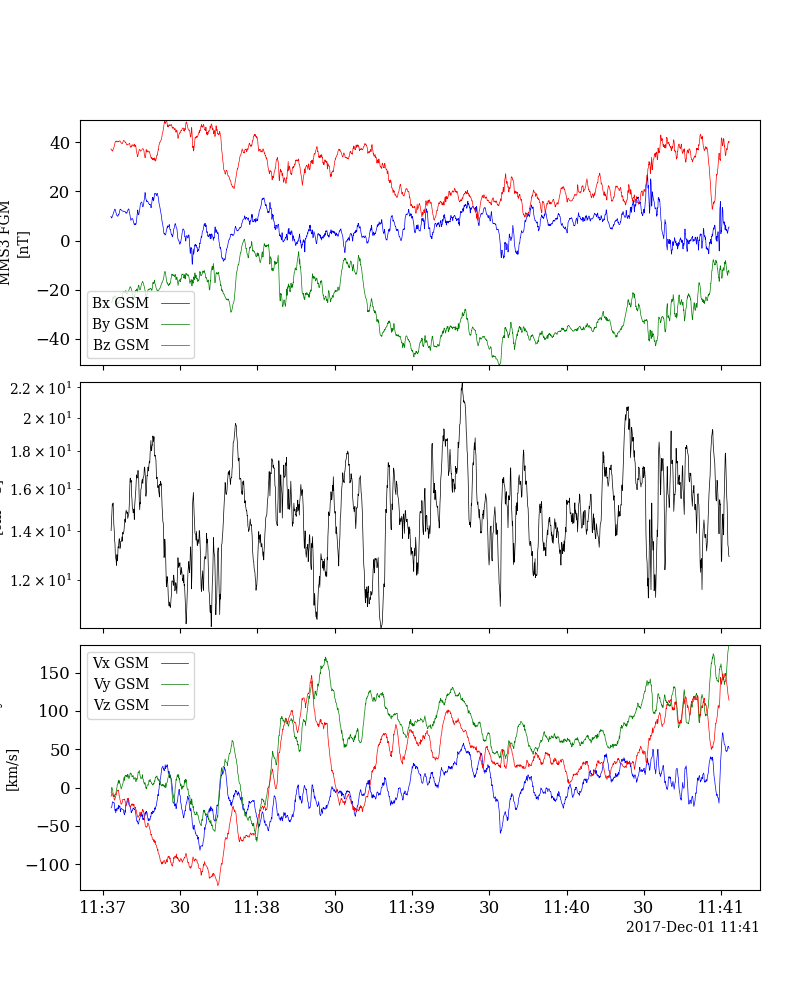 40
20
0
−20
−40
MMS3 FGM
[nT]
Bx GSM
By GSM
Bz GSM
2.2 × 10¹
2 × 10¹
1.8 × 10¹
1.6 × 10¹
1.4 × 10¹
1.2 × 10¹
150
100
50
0
−50
−100
[km/s]
Vx GSM
Vy GSM
Vz GSM
11:37
30
11:38
30
11:39
30
11:40
30
11:41
2017-Dec-01 11:41